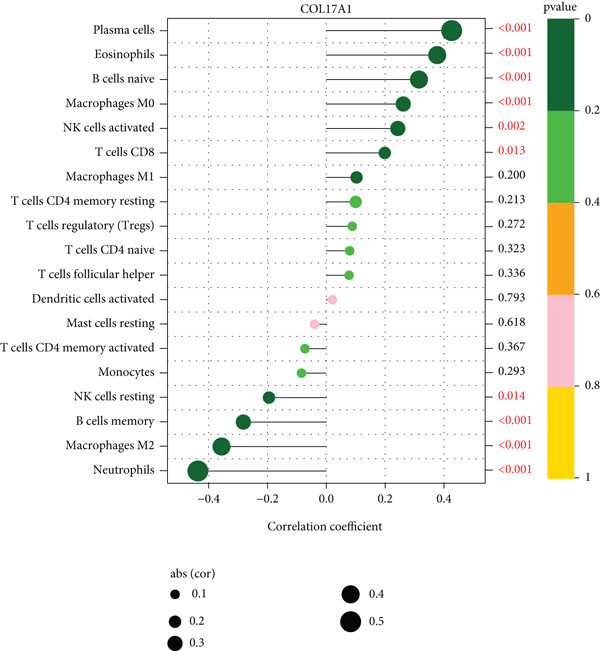 COL17A1
pvalue
Plasma cells <0.001
Eosinophils <0.001
B cells naive <0.001
Macrophages M0 <0.001
NK cells activated 0.002
T cells CD8 0.013
Macrophages M1 0.200
T cells CD4 memory resting 0.213
T cells regulatory (Tregs) 0.272
T cells CD4 naive 0.323
T cells follicular helper 0.336
Dendritic cells activated 0.793
Mast cells resting 0.618
T cells CD4 memory activated 0.367
Monocytes 0.293
NK cells resting 0.014
B cells memory <0.001
Macrophages M2 <0.001
Neutrophils <0.001
0
0.2
0.4
0.6
0.8
1
−0.4 −0.2 0.0 0.2 0.4
Correlation coefficient
abs (cor)
0.1
0.2
0.3
0.4
0.5